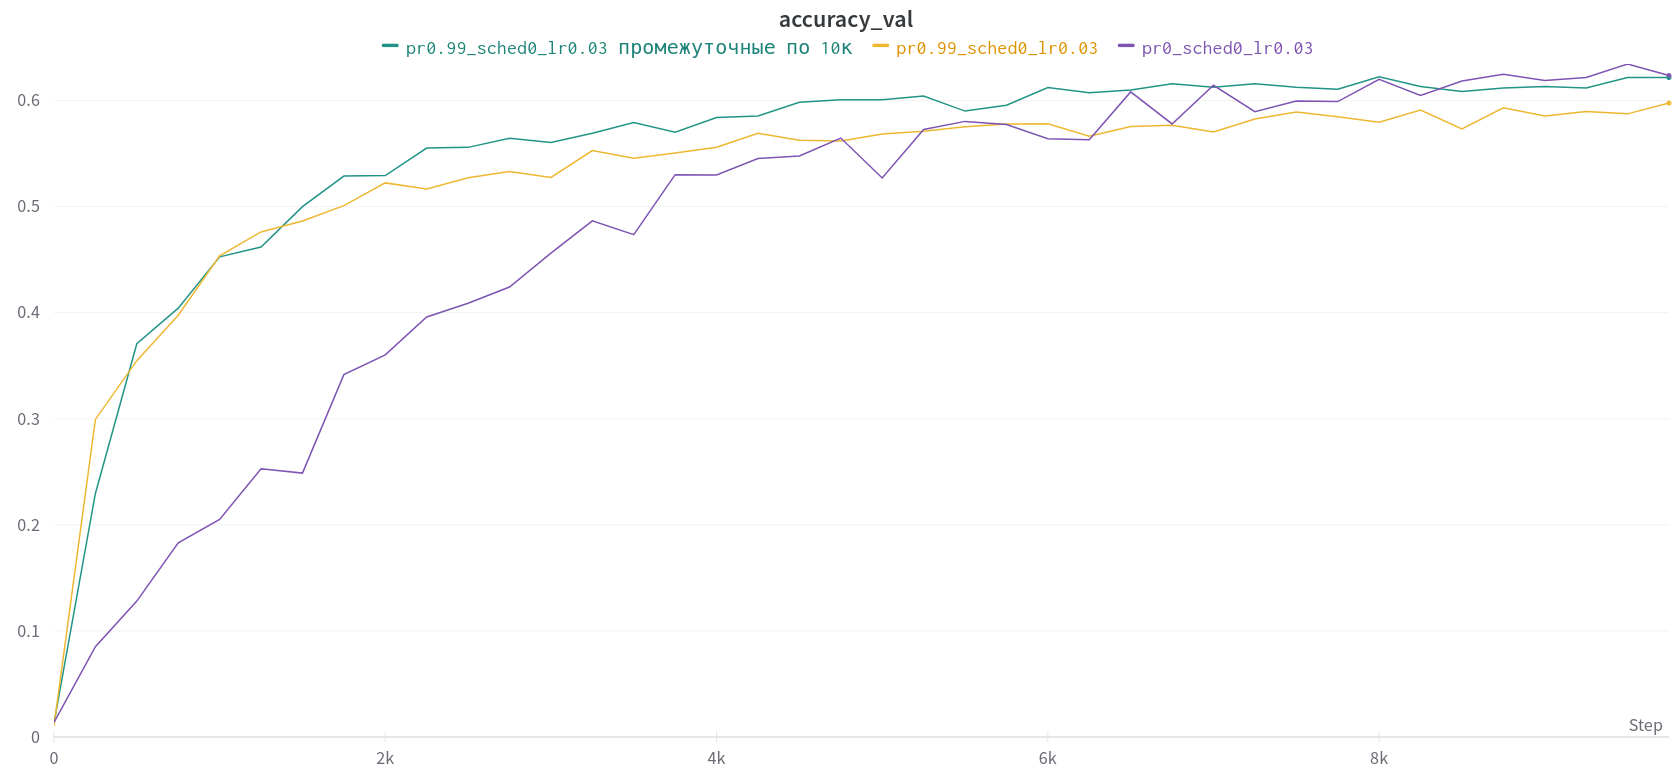 accuracy_val
pr0.99_sched0_lr0.03 промежуточные по 10к pr0.99_sched0_lr0.03 pr0_sched0_lr0.03
0.6
0.5
0.4
0.3
0.2
0.1
0
Step
0 2k 4k 6k 8k